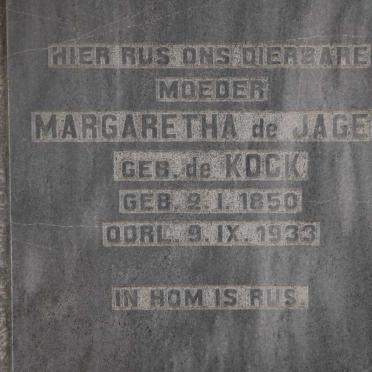 HIER RUS ONS DIERBARE
MOEDER
MARGARETHA de JAGE
GEB. de KOCK
GEB. 2. I. 1850
OORL. 9. IX. 1933
IN HOM IS RUS.